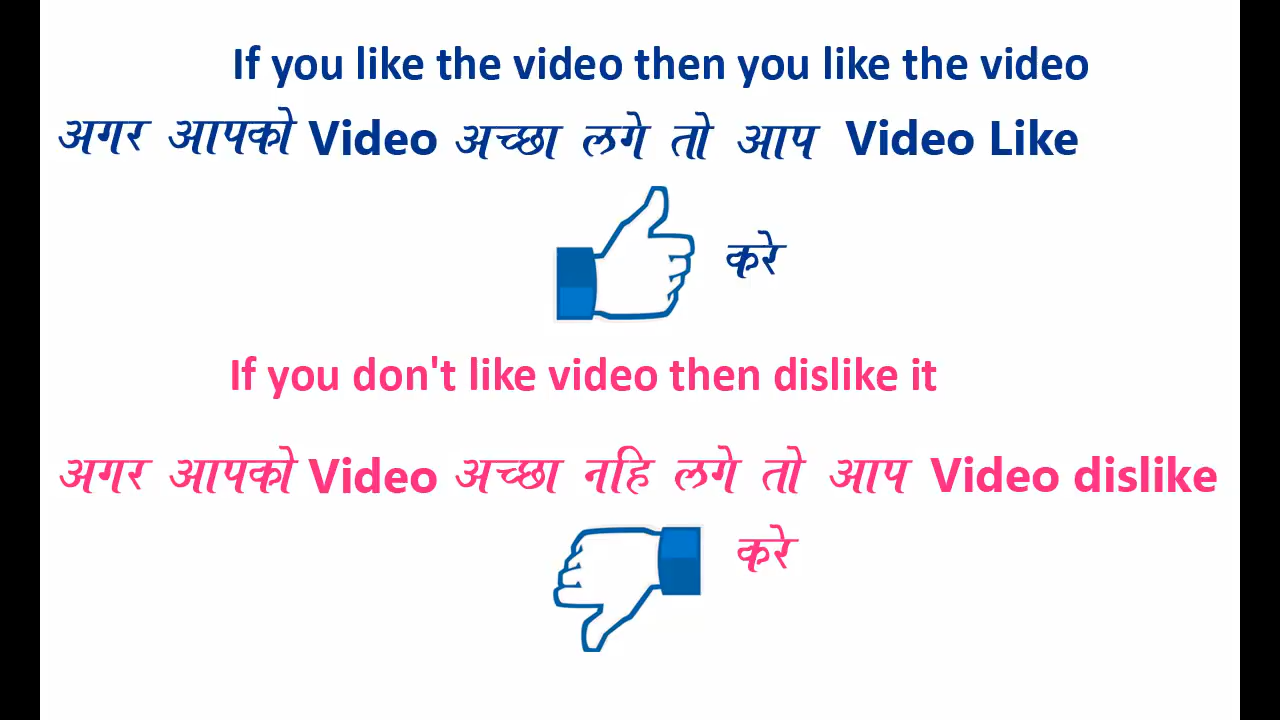 If you like the video then you like the video
अगर आपको Video अच्छा लगे तो आप Video Like
करे
If you don't like video then dislike it
अगर आपको Video अच्छा नहि लगे तो आप Video dislike
करे